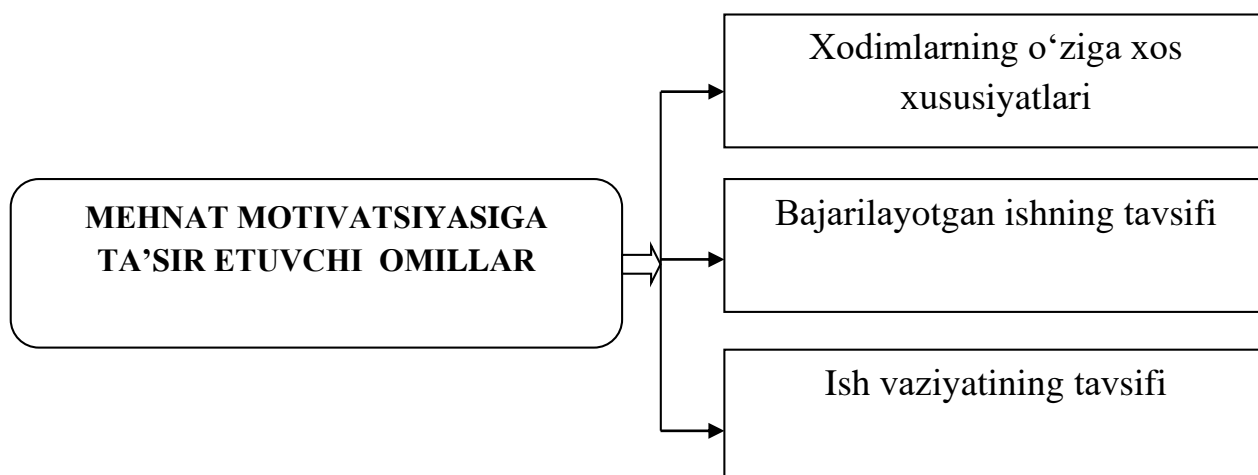 MEHNAT MOTIVATSIYASIGA
TA’SIR ETUVCHI OMILLAR
Xodimlarning o‘ziga xos
xususiyatlari
Bajarilayotgan ishning tavsifi
Ish vaziyatining tavsifi